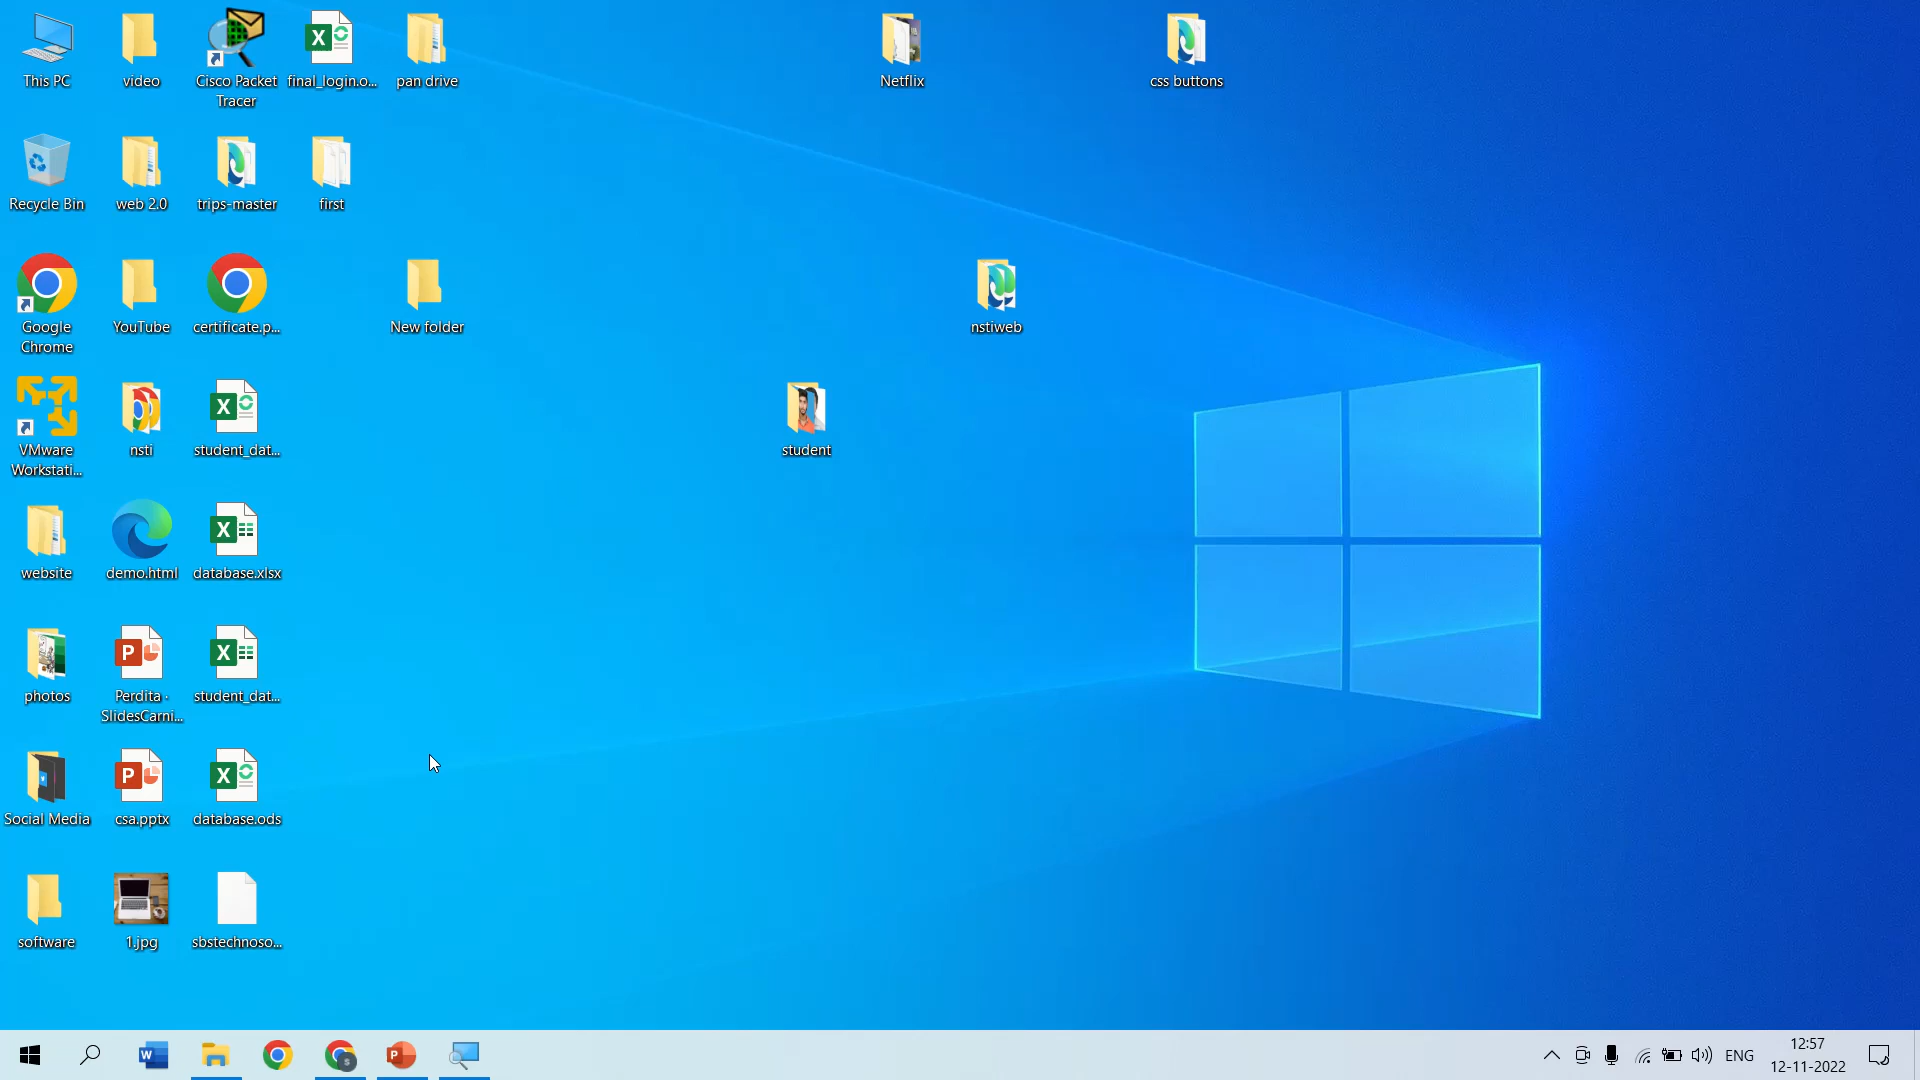 This PC
video
Cisco Packet
Tracer
final_login.o...
pan drive
Netflix
css buttons
Recycle Bin
web 2.0
trips-master
first
Google
Chrome
YouTube
certificate.p...
New folder
nstiweb
VMware
Workstati...
nsti
student_dat...
student
website
demo.html
database.xlsx
photos
Perdita ·
SlidesCarni...
student_dat...
Social Media
csa.pptx
database.ods
software
1.jpg
sbstechnoso...
ENG
12:57
12-11-2022